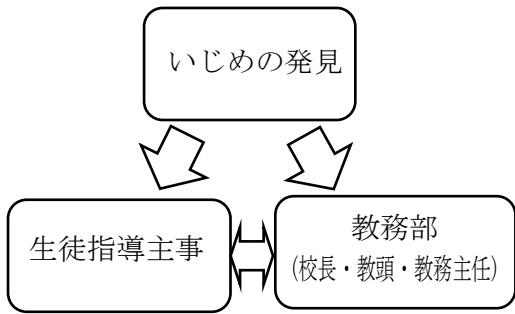 いじめの発見
生徒指導主事
教務部
(校長・教頭・教務主任)